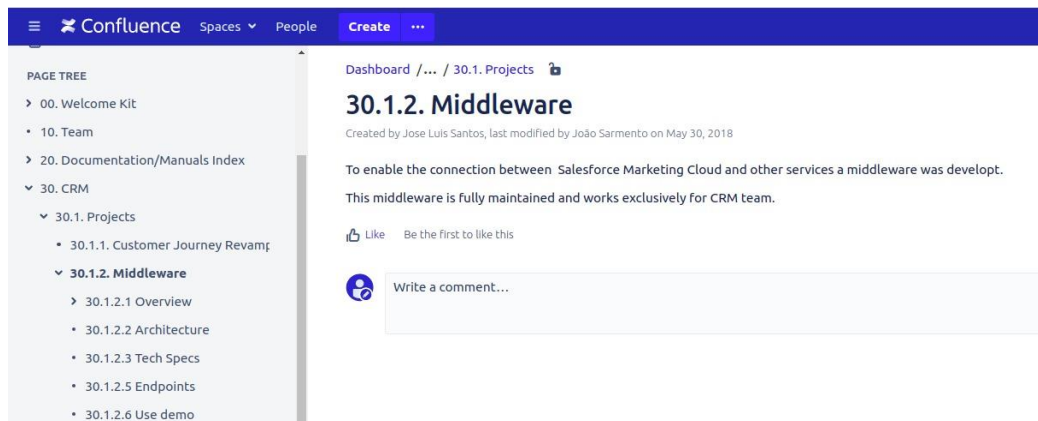 Confluence Spaces People Create ...
PAGE TREE
00. Welcome Kit
10. Team
20. Documentation/Manuals Index
30. CRM
30.1. Projects
30.1.1. Customer Journey Revamp
30.1.2. Middleware
30.1.2.1 Overview
30.1.2.2 Architecture
30.1.2.3 Tech Specs
30.1.2.5 Endpoints
30.1.2.6 Use demo
Dashboard /... / 30.1. Projects
30.1.2. Middleware
Created by Jose Luis Santos, last modified by João Sarmento on May 30, 2018
To enable the connection between Salesforce Marketing Cloud and other services a middleware was developt.
This middleware is fully maintained and works exclusively for CRM team.
Like Be the first to like this
Write a comment…